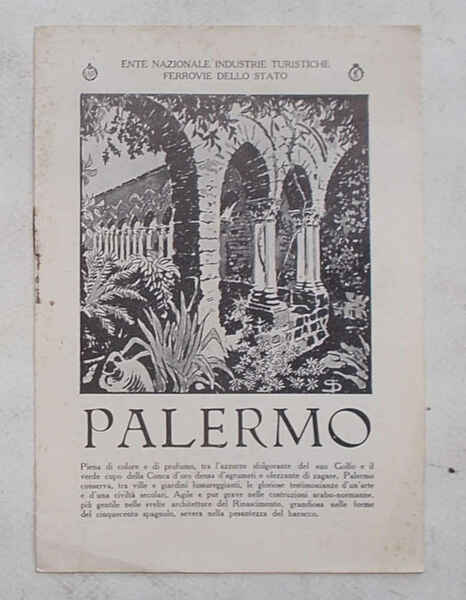 ENTE NAZIONALE INDUSTRIE TURISTICHE
FERROVIE DELLO STATO
PALERMO
Piena di colore e di profumo, tra l'azzurro sfolgorante del suo Golfo e il
verde cupo della Conca d'oro densa d'agrumeti e olezzante di zagare, Palermo
conserva, tra ville e giardini lussureggianti, le gloriose testimonianze d'un'arte
e d'una civiltà secolari. Agile e pur grave nelle costruzioni arabo-normanne,
più gentile nelle svelte architetture del Rinascimento, grandiosa nelle forme
del cinquecento spagnuolo, severa nella pesantezza del barocco.